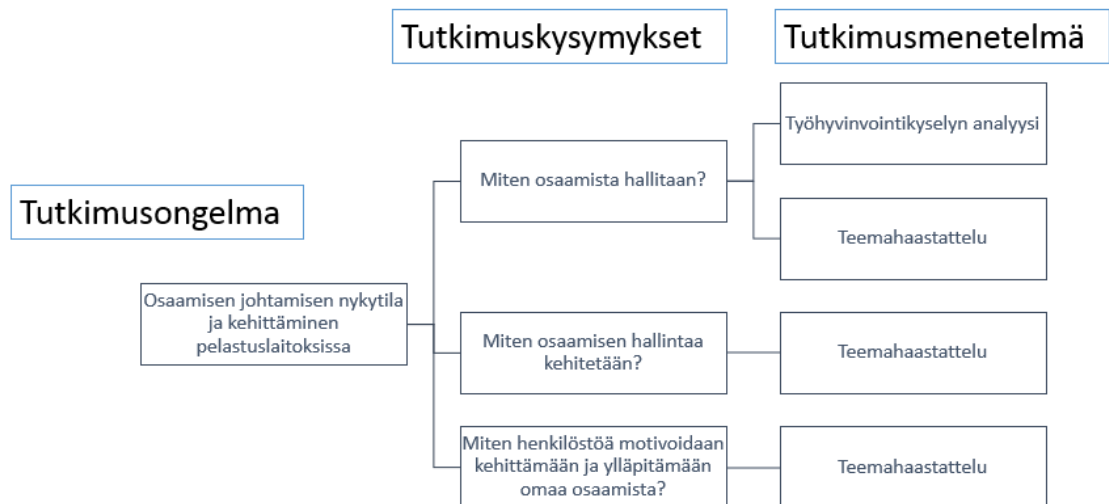 Tutkimuskysymykset
Tutkimusmenetelmä
Työhyvinvointikyselyn analyysi
Miten osaamista hallitaan?
Tutkimusongelma
Teemahaastattelu
Osaamisen johtamisen nykytila
ja kehittäminen
pelastuslaitoksissa
Miten osaamisen hallintaa
kehitetään?
Teemahaastattelu
Miten henkilöstöä motivoidaan
kehittämään ja ylläpitämään
omaa osaamista?
Teemahaastattelu